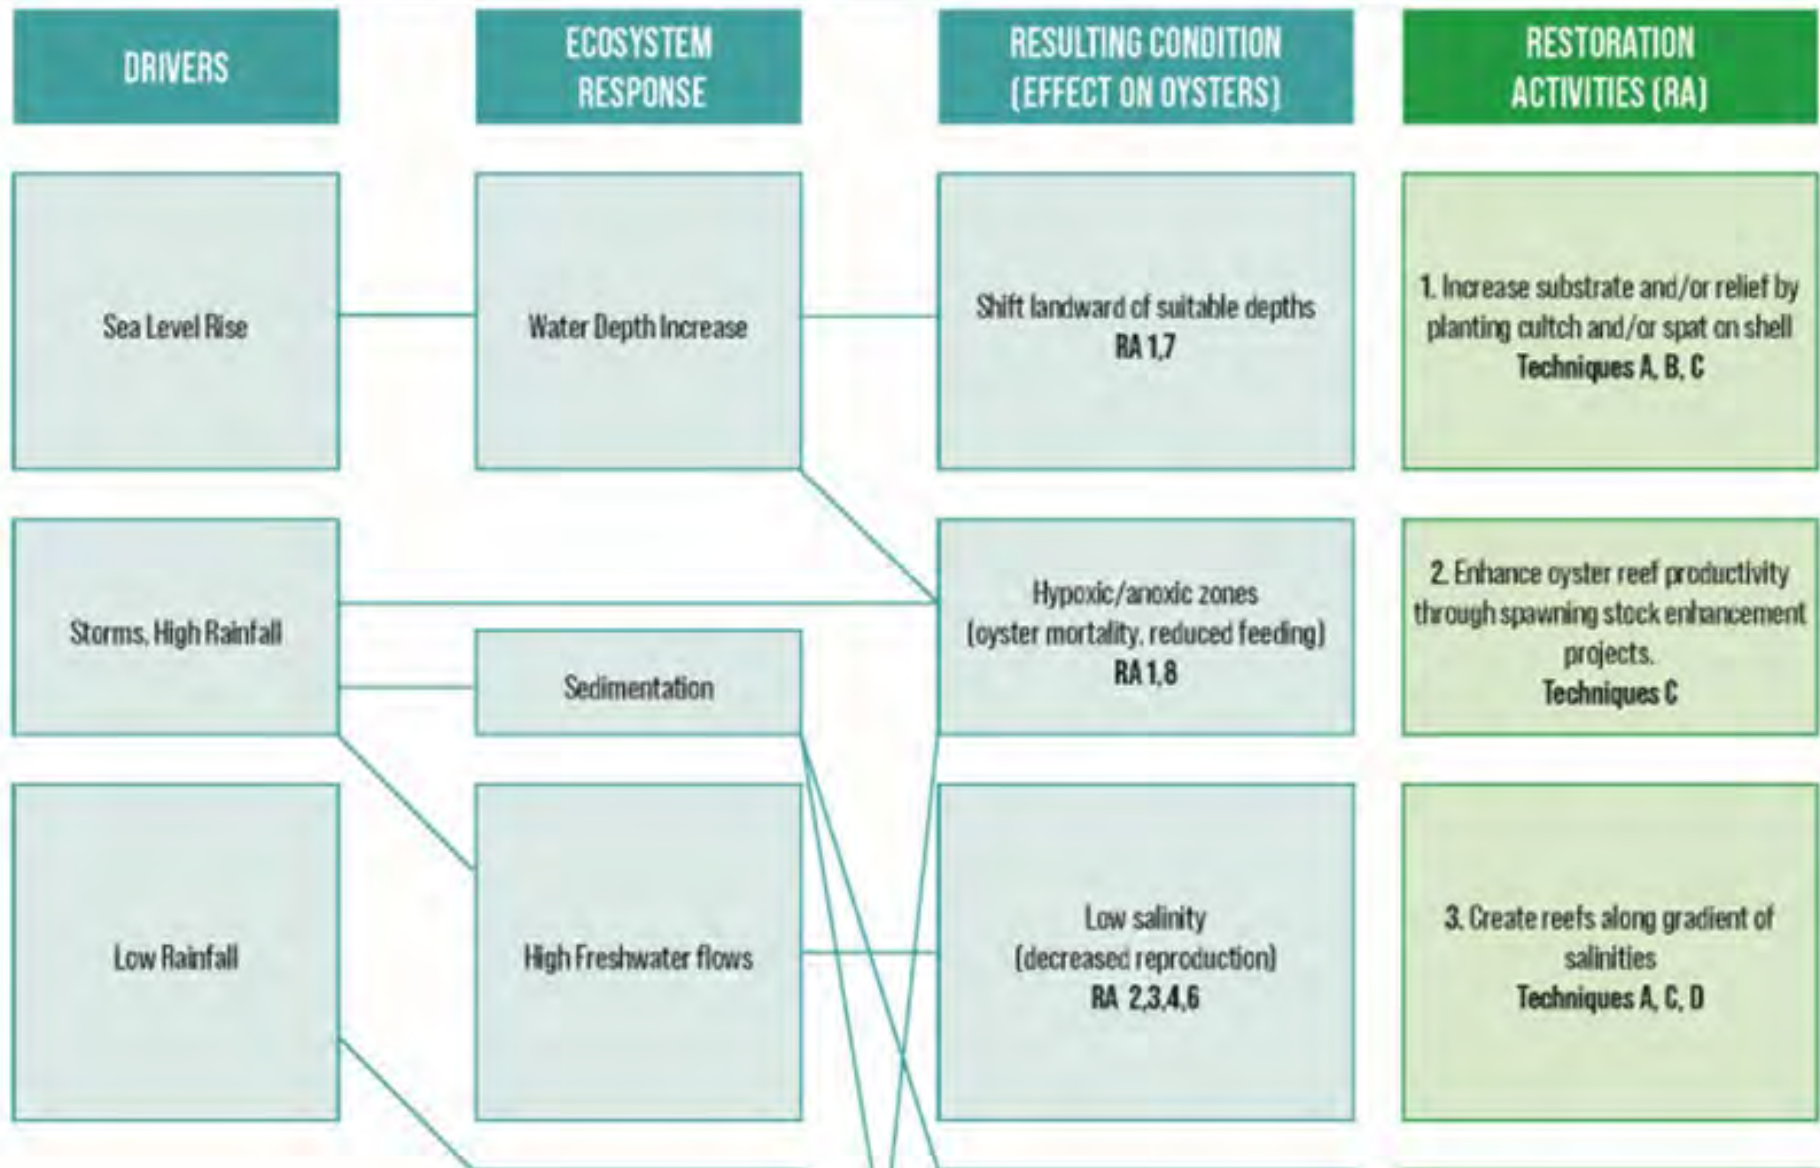 DRIVERS
ECOSYSTEM
RESPONSE
RESULTING CONDITION
(EFFECT ON OYSTERS)
RESTORATION
ACTIVITIES (RA)
Sea Level Rise
Water Depth Increase
Shift landward of suitable depths
RA 1,7
1. Increase substrate and/or relief by
planting cultch and/or spat on shell
Techniques A, B, C
Storms, High Rainfall
Sedimentation
Hypoxic/anoxic zones
(oyster mortality, reduced feeding)
RA 1,8
2. Enhance oyster reef productivity
through spawning stock enhancement
projects.
Techniques C
Low Rainfall
High Freshwater flows
Low salinity
(decreased reproduction)
RA 2,3,4,6
3. Create reefs along gradient of
salinities
Techniques A, C, D